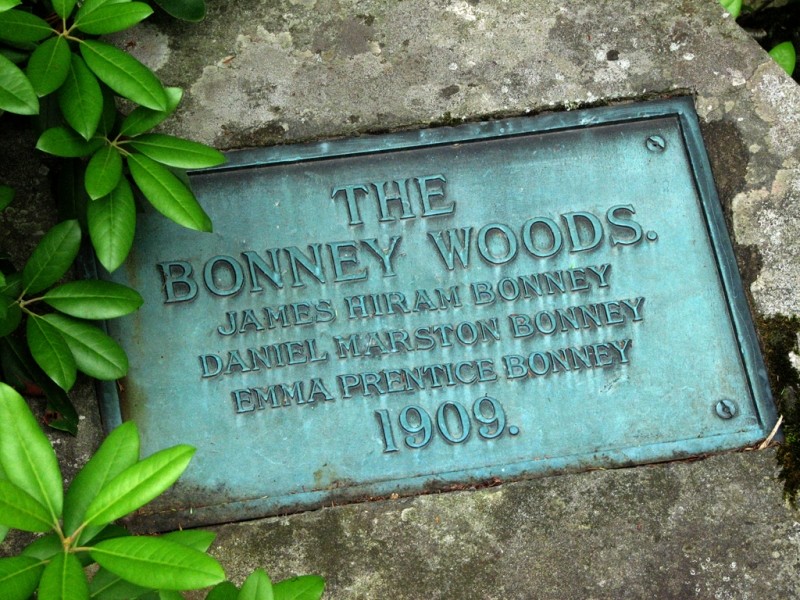 THE
BONNEY WOODS.
JAMES HIRAM BONNEY
DANIEL MARSTON BONNEY
EMMA PRENTICE BONNEY
1909.